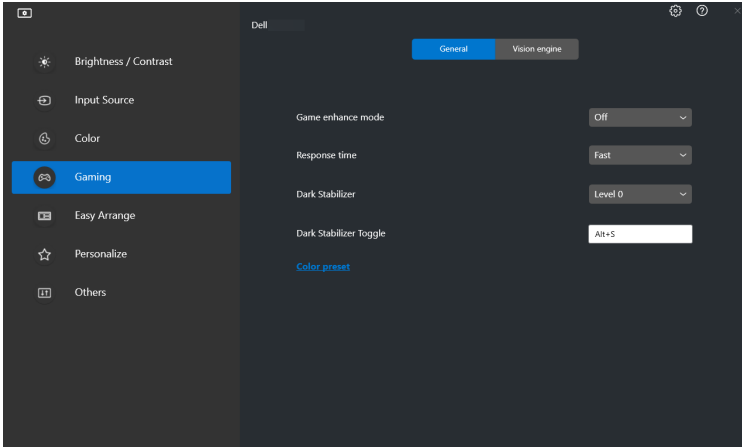 Dell
Brightness / Contrast
Input Source
Color
Gaming
Easy Arrange
Personalize
Others
General
Vision engine
Game enhance mode
Off
Response time
Fast
Dark Stabilizer
Level 0
Dark Stabilizer Toggle
Alt+S
Color preset